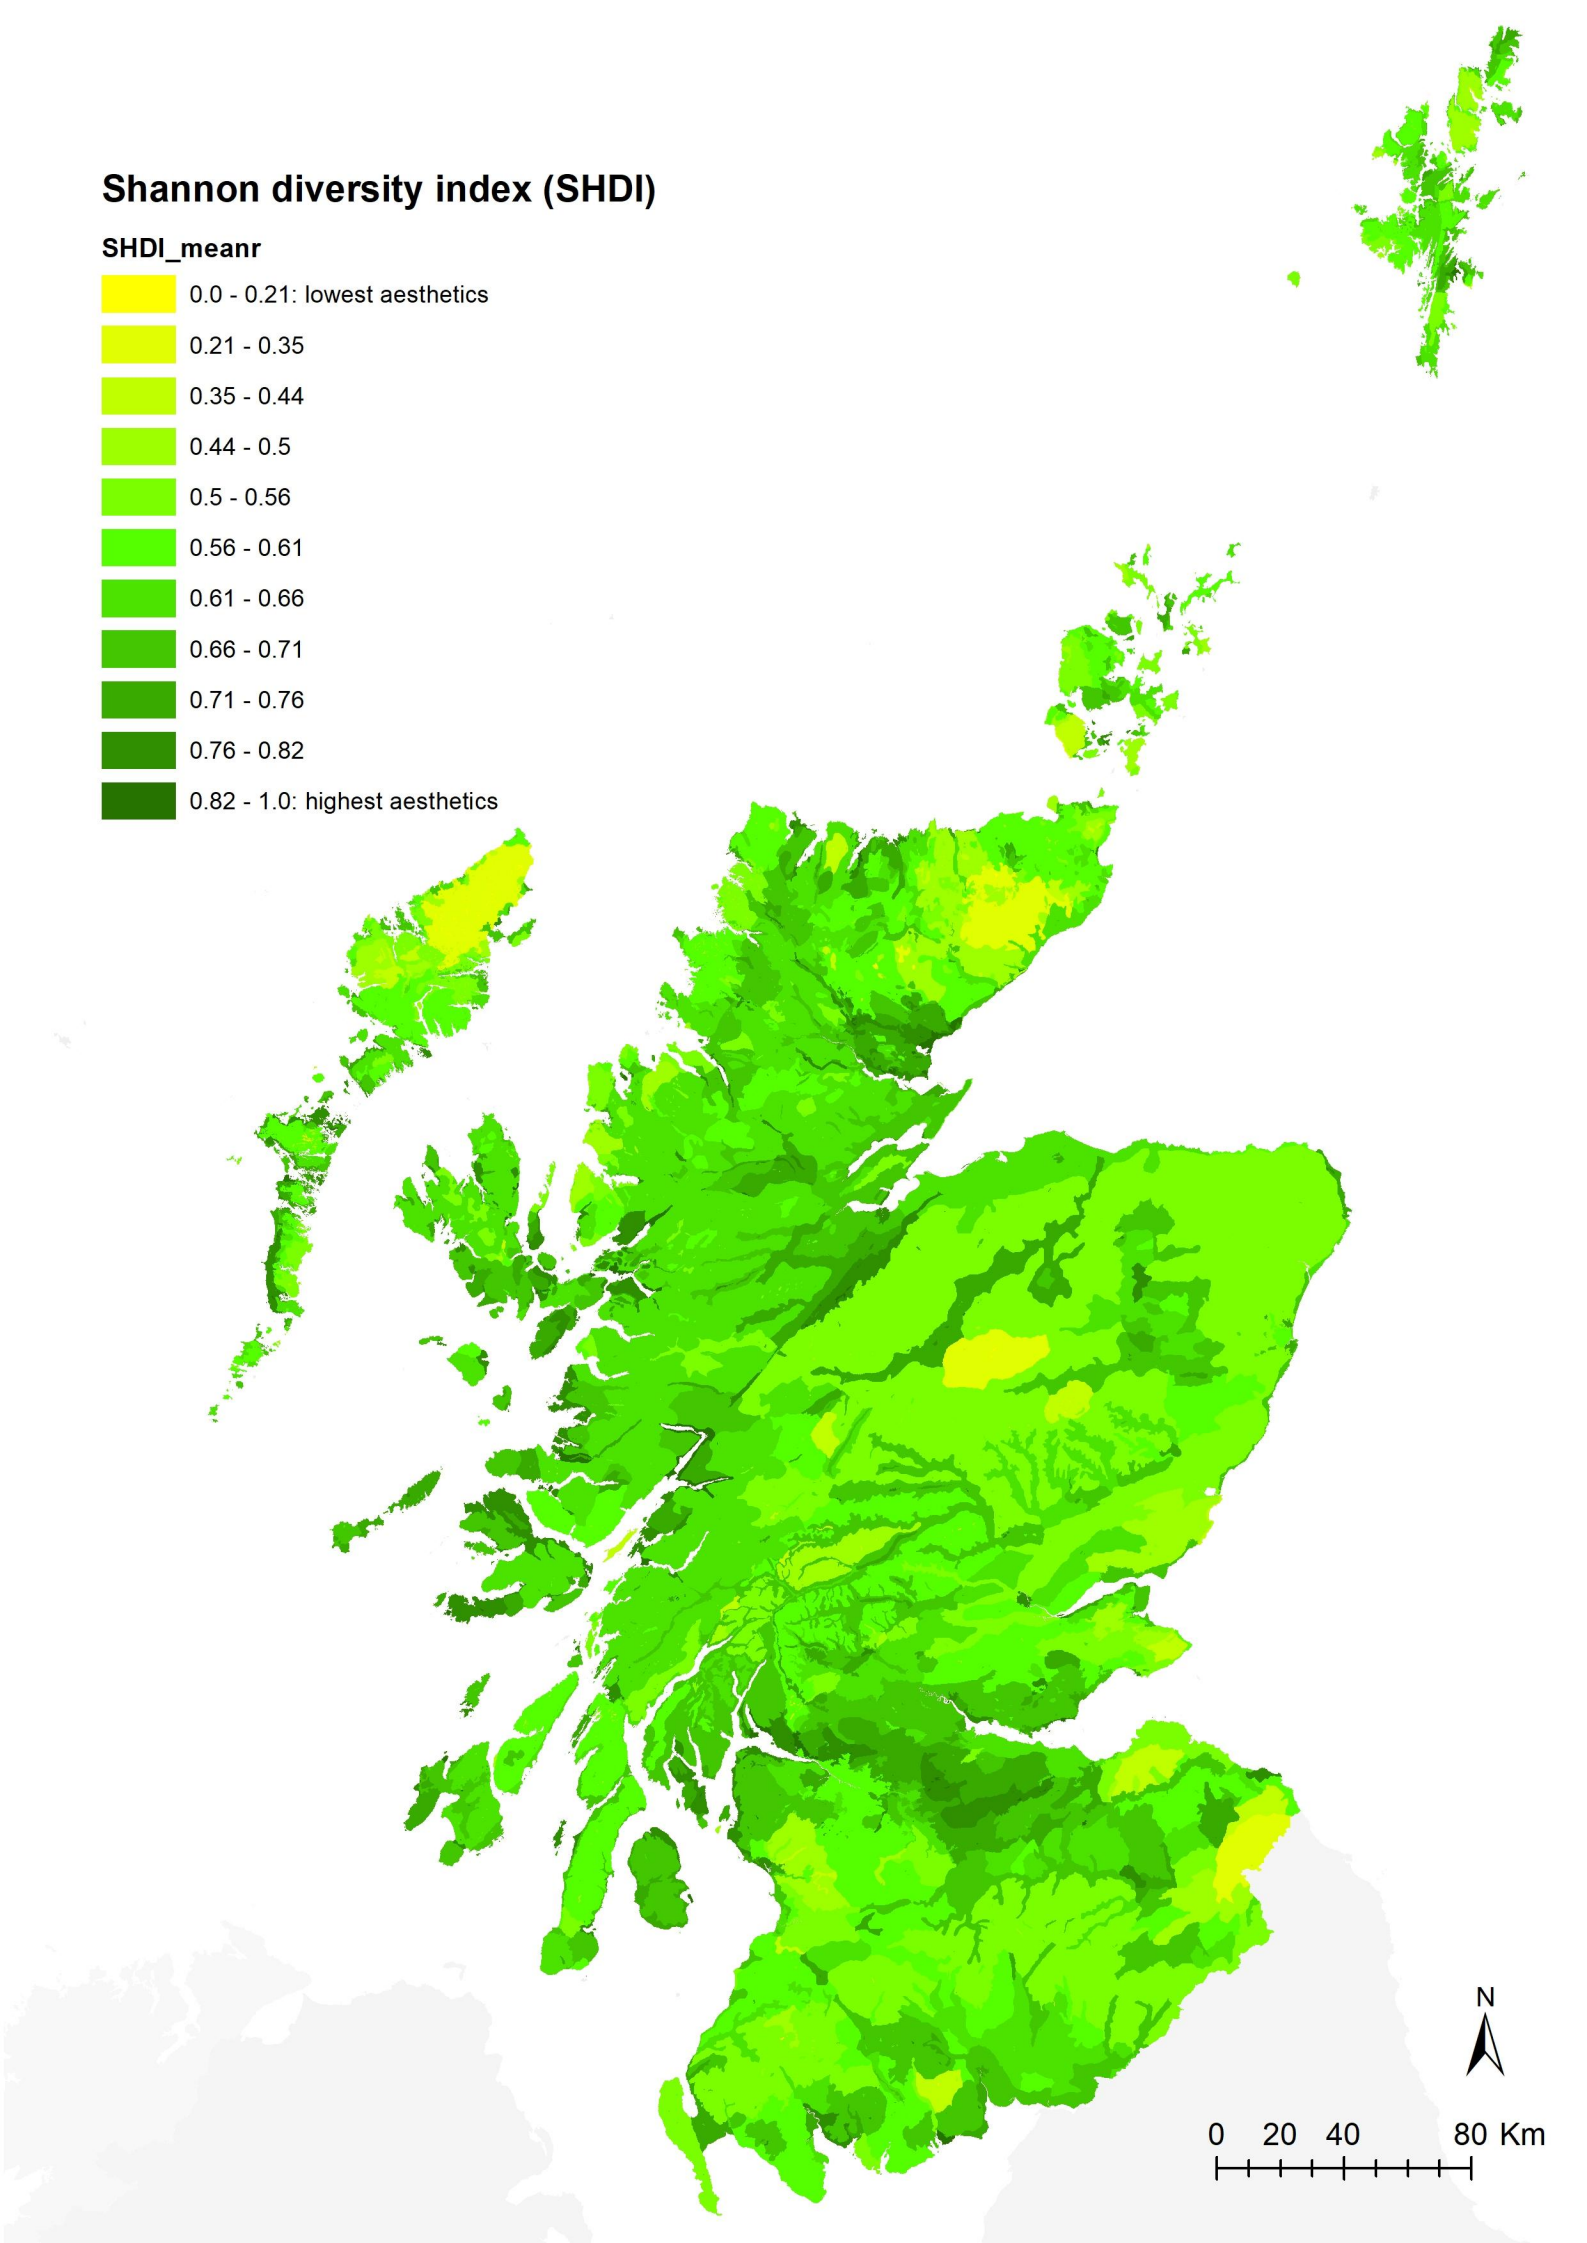 Shannon diversity index (SHDI)
SHDI_meanr
0.0 - 0.21: lowest aesthetics
0.21 - 0.35
0.35 - 0.44
0.44 - 0.5
0.5 - 0.56
0.56 - 0.61
0.61 - 0.66
0.66 - 0.71
0.71 - 0.76
0.76 - 0.82
0.82 - 1.0: highest aesthetics
N
0 20 40 80 Km